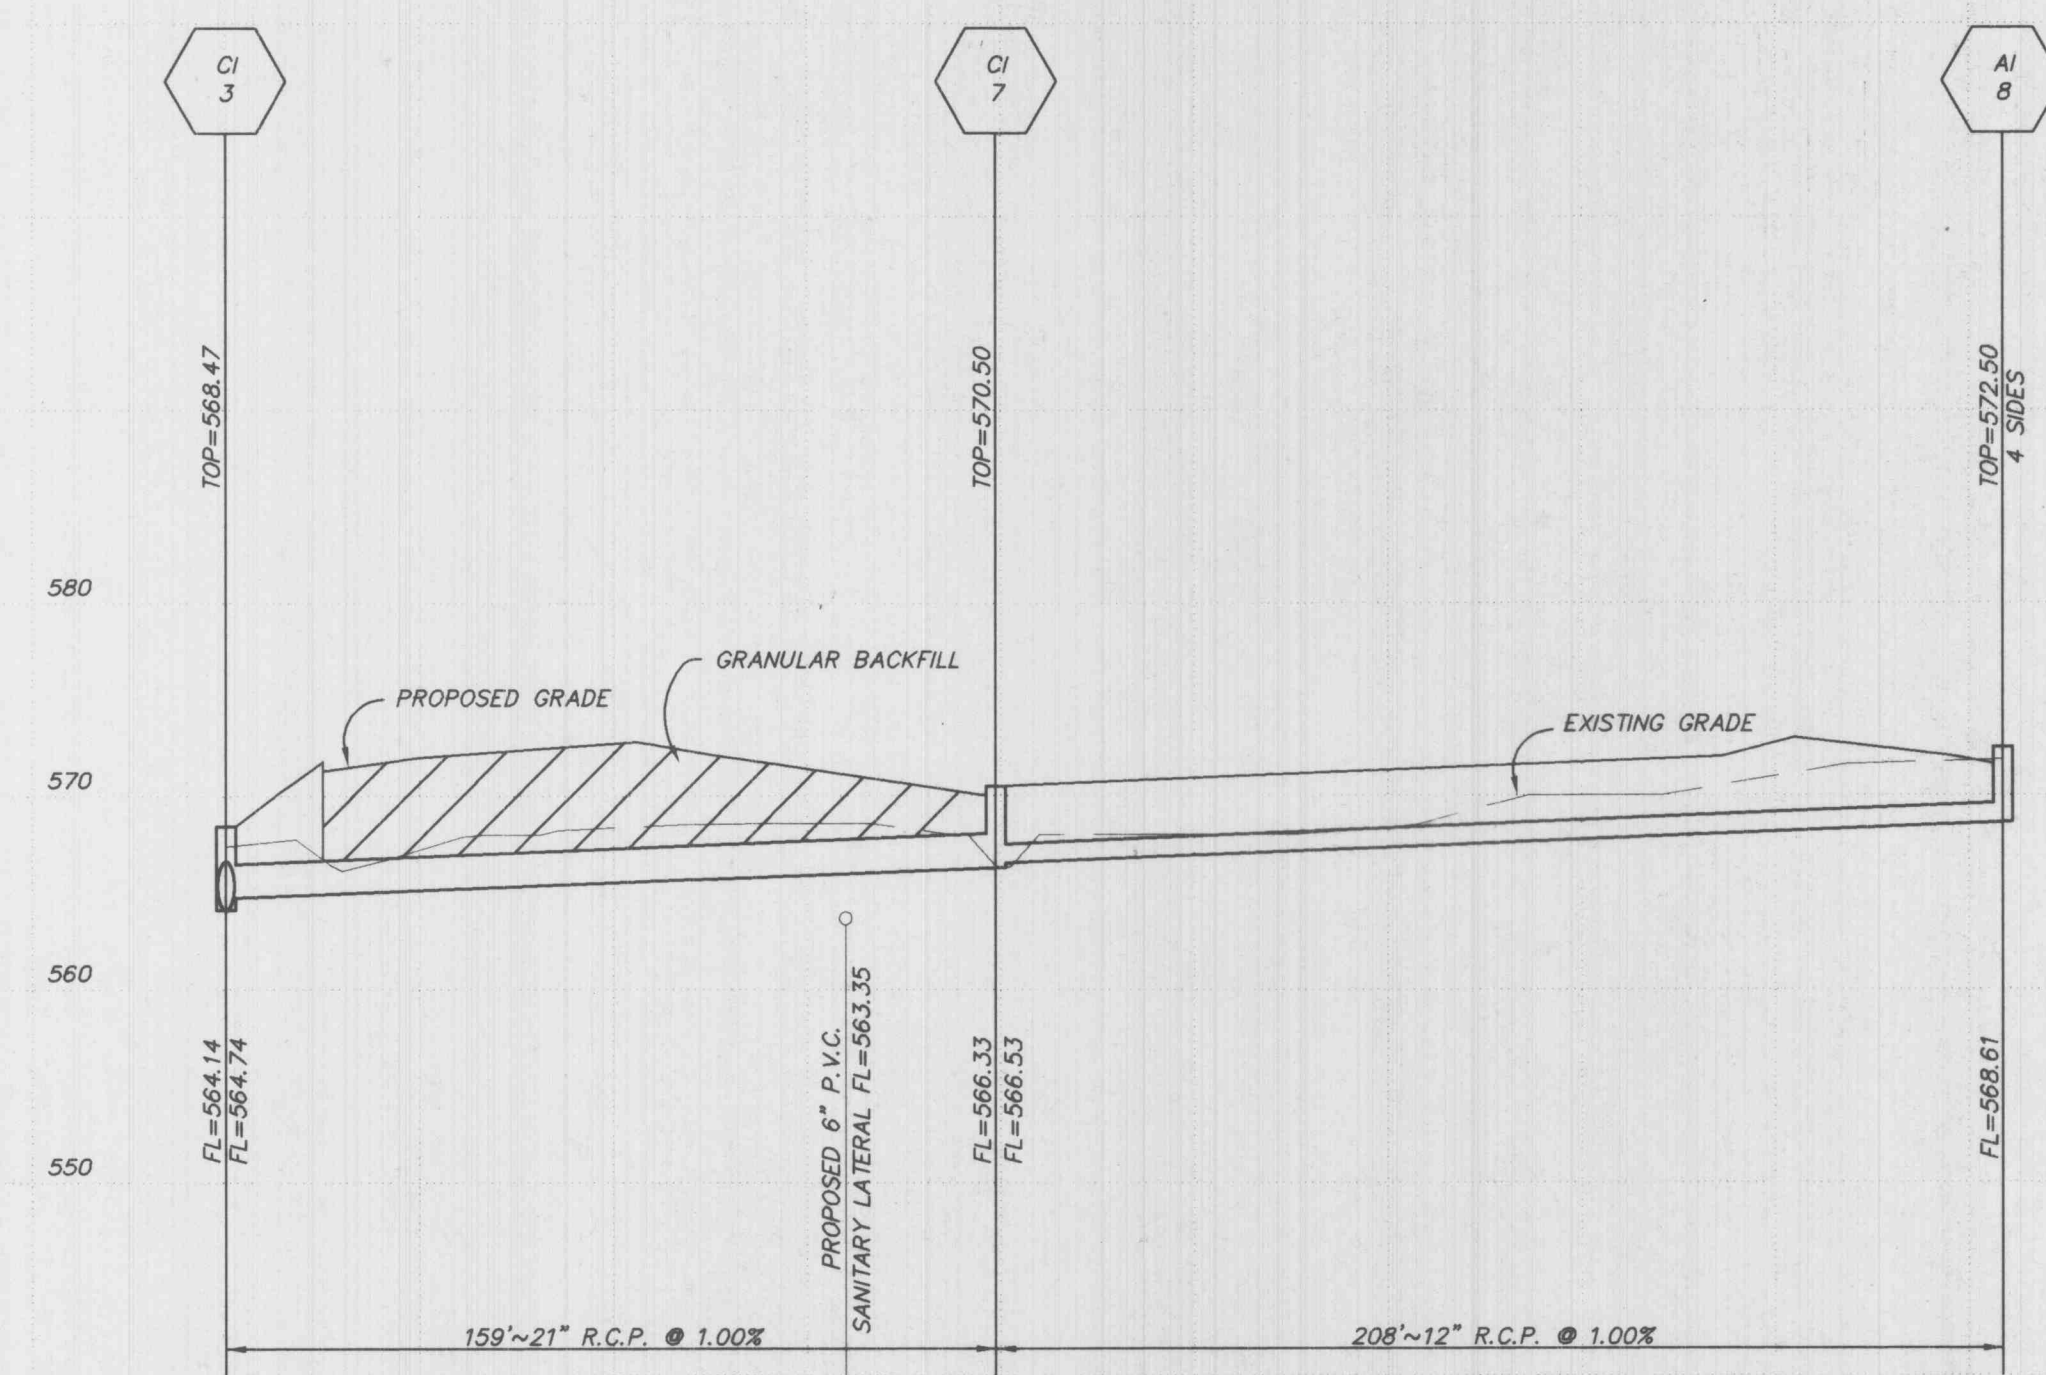 CI
3
CI
7
AI
8
TOP=568.47
TOP=570.50
TOP=572.50
4 SIDES
580
GRANULAR BACKFILL
PROPOSED GRADE
EXISTING GRADE
570
560
550
FL=564.14
FL=564.74
PROPOSED 6" P.V.C.
SANITARY LATERAL FL=563.35
FL=566.33
FL=566.53
FL=568.61
159'~21" R.C.P. @ 1.00%
208'~12" R.C.P. @ 1.00%